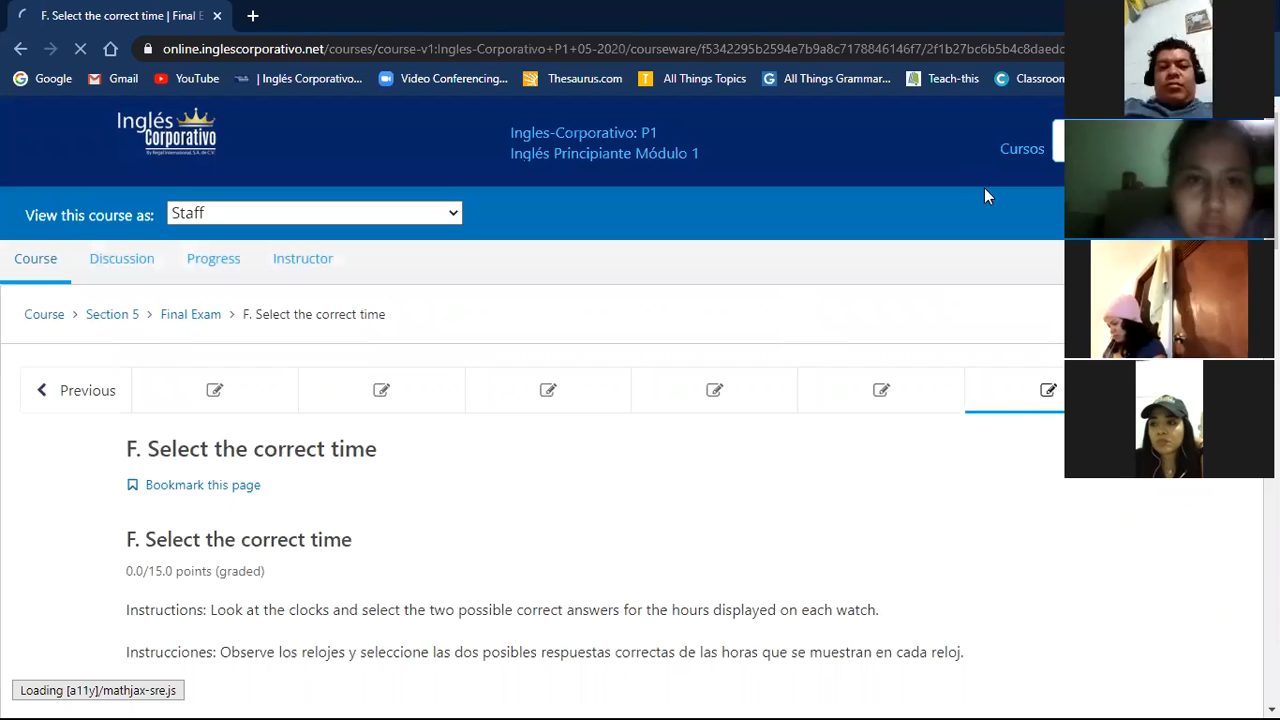 F. Select the correct time | Final E
online.inglescorporativo.net/courses/course-v1:Ingles-Corporativo+P1+05-2020/courseware/f5342295b2594e7b9a8c7178846146f7/2f1b27bc6b5b4c8daedc
Google Gmail YouTube | Inglés Corporativo... Video Conferencing... Thesaurus.com All Things Topics All Things Grammar... Teach-this Classroom
Inglés
Corporativo
Ingles-Corporativo: P1
Inglés Principiante Módulo 1
Cursos
View this course as: Staff
Course Discussion Progress Instructor
Course > Section 5 > Final Exam > F. Select the correct time
Previous
F. Select the correct time
Bookmark this page
F. Select the correct time
0.0/15.0 points (graded)
Instructions: Look at the clocks and select the two possible correct answers for the hours displayed on each watch.
Instrucciones: Observe los relojes y seleccione las dos posibles respuestas correctas de las horas que se muestran en cada reloj.
Loading [a11y]/mathjax-sre.js